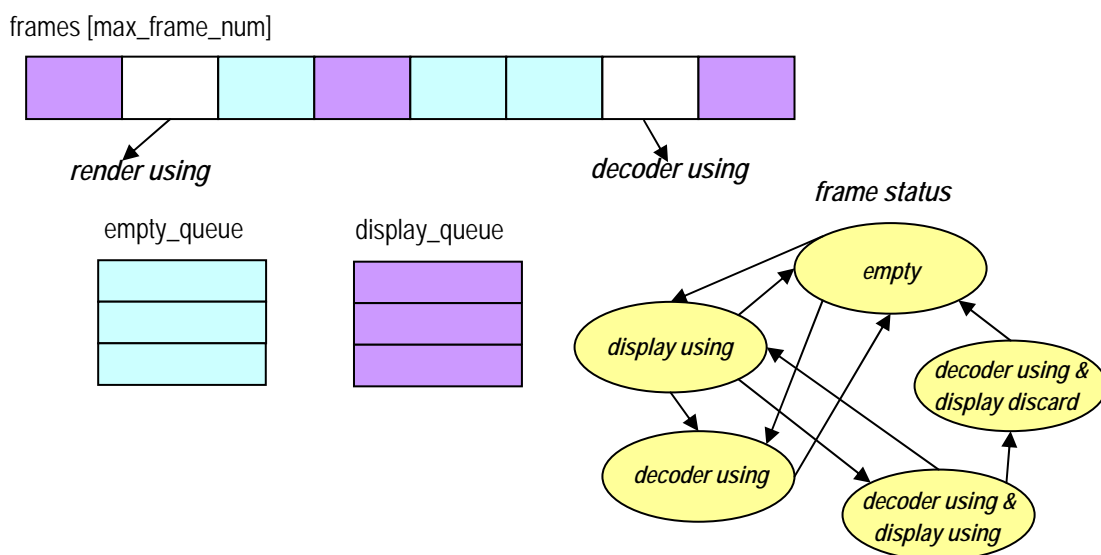 frames [max_frame_num]
render using
decoder using
frame status
empty_queue
display_queue
empty
display using
decoder using &
display discard
decoder using
decoder using &
display using